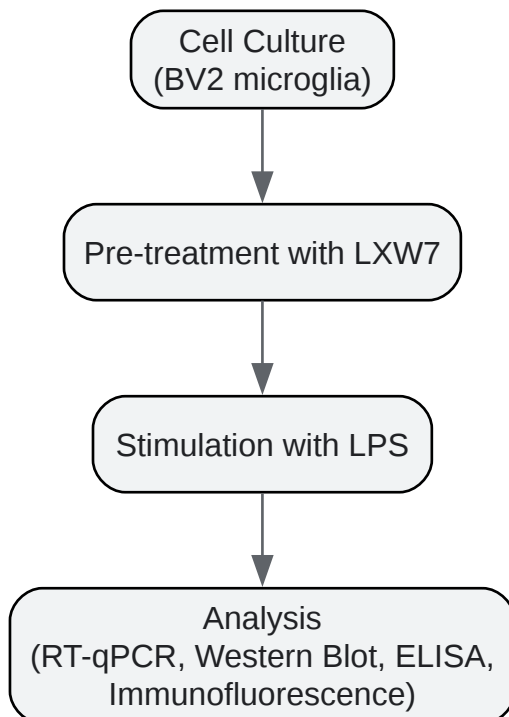 Cell Culture
(BV2 microglia)
Pre-treatment with LXW7
Stimulation with LPS
Analysis
(RT-qPCR, Western Blot, ELISA,
Immunofluorescence)